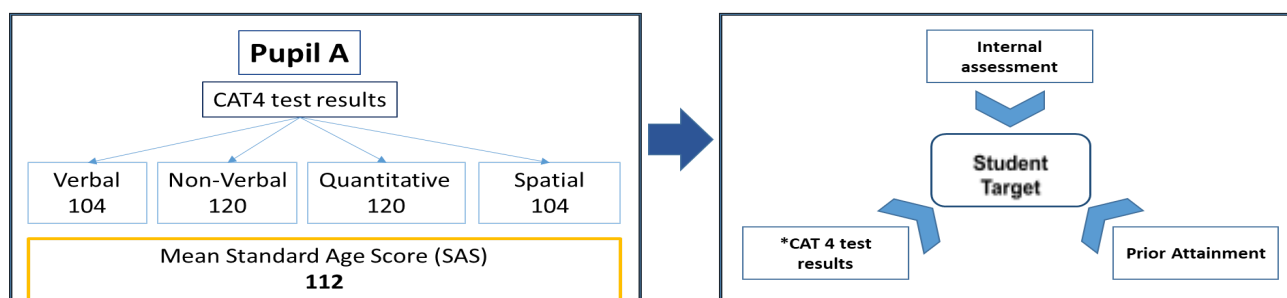 Pupil A
CAT4 test results
Verbal
104
Non-Verbal
120
Quantitative
120
Spatial
104
Mean Standard Age Score (SAS)
112
Internal
assessment
Student
Target
*CAT 4 test
results
Prior Attainment